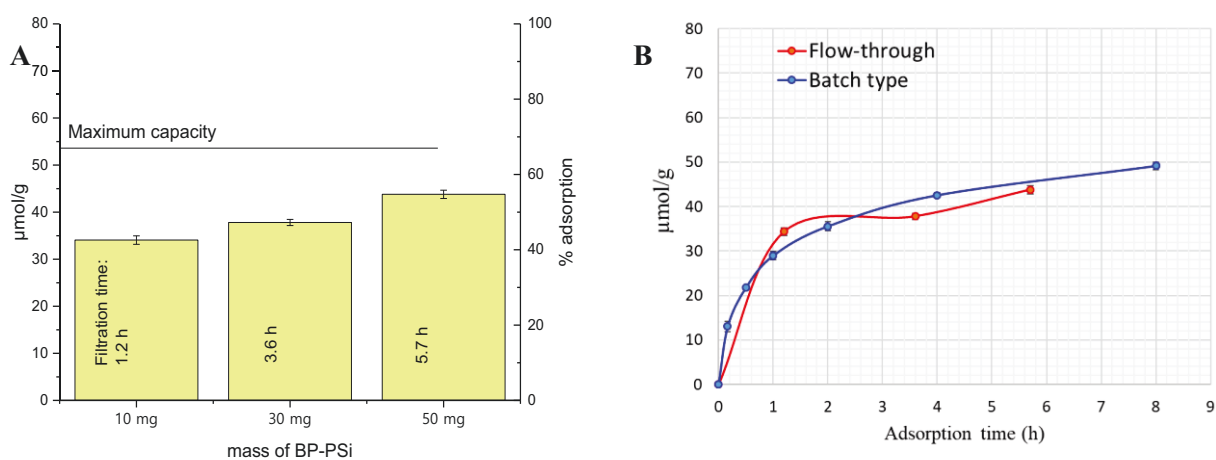 A
80
70
60
50
40
30
20
10
0
µmol/g
Maximum capacity
Filtration time:
1.2 h
3.6 h
5.7 h
10 mg
30 mg
50 mg
mass of BP-PSi
100
80
60
40
20
0
% adsorption
B
80
70
60
50
40
30
20
10
0
µmol/g
Flow-through
Batch type
0 1 2 3 4 5 6 7 8 9
Adsorption time (h)